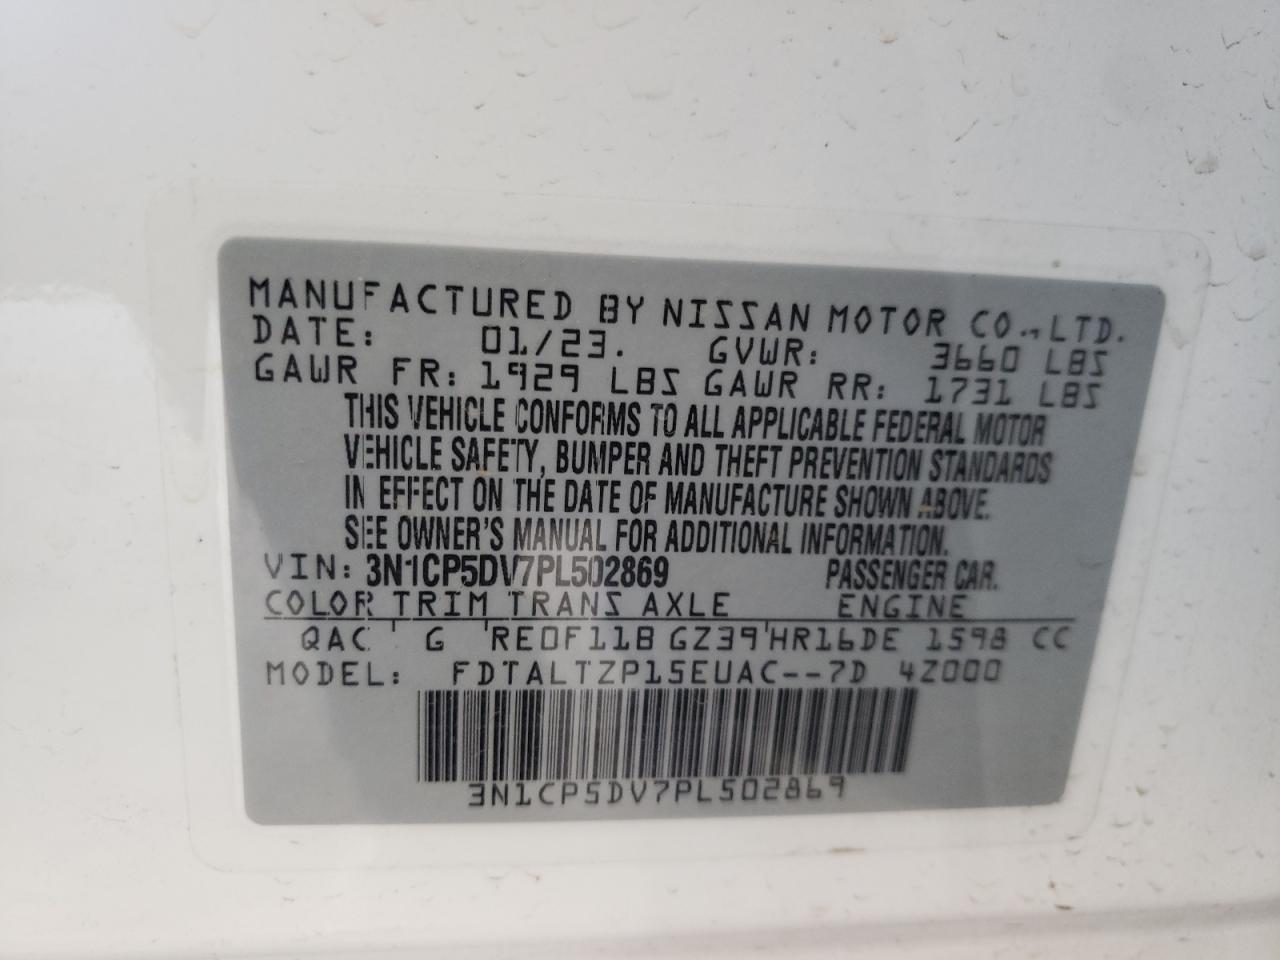 MANUFACTURED BY NISSAN MOTOR CO., LTD.
DATE: 01/23. GVWR: 3660 LBS
GAWR FR: 1929 LBS GAWR RR: 1731 LBS
THIS VEHICLE CONFORMS TO ALL APPLICABLE FEDERAL MOTOR
VEHICLE SAFETY, BUMPER AND THEFT PREVENTION STANDARDS
IN EFFECT ON THE DATE OF MANUFACTURE SHOWN ABOVE.
SEE OWNER'S MANUAL FOR ADDITIONAL INFORMATION.
VIN: 3N1CP5DV7PL502869 PASSENGER CAR.
COLOR TRIM TRANS AXLE ENGINE
QAC ' G 'RE0F11B GZ39'HR16DE 1598 CC
MODEL: FDTALTZP15EUAC--7D 4Z000
3N1CP5DV7PL502869